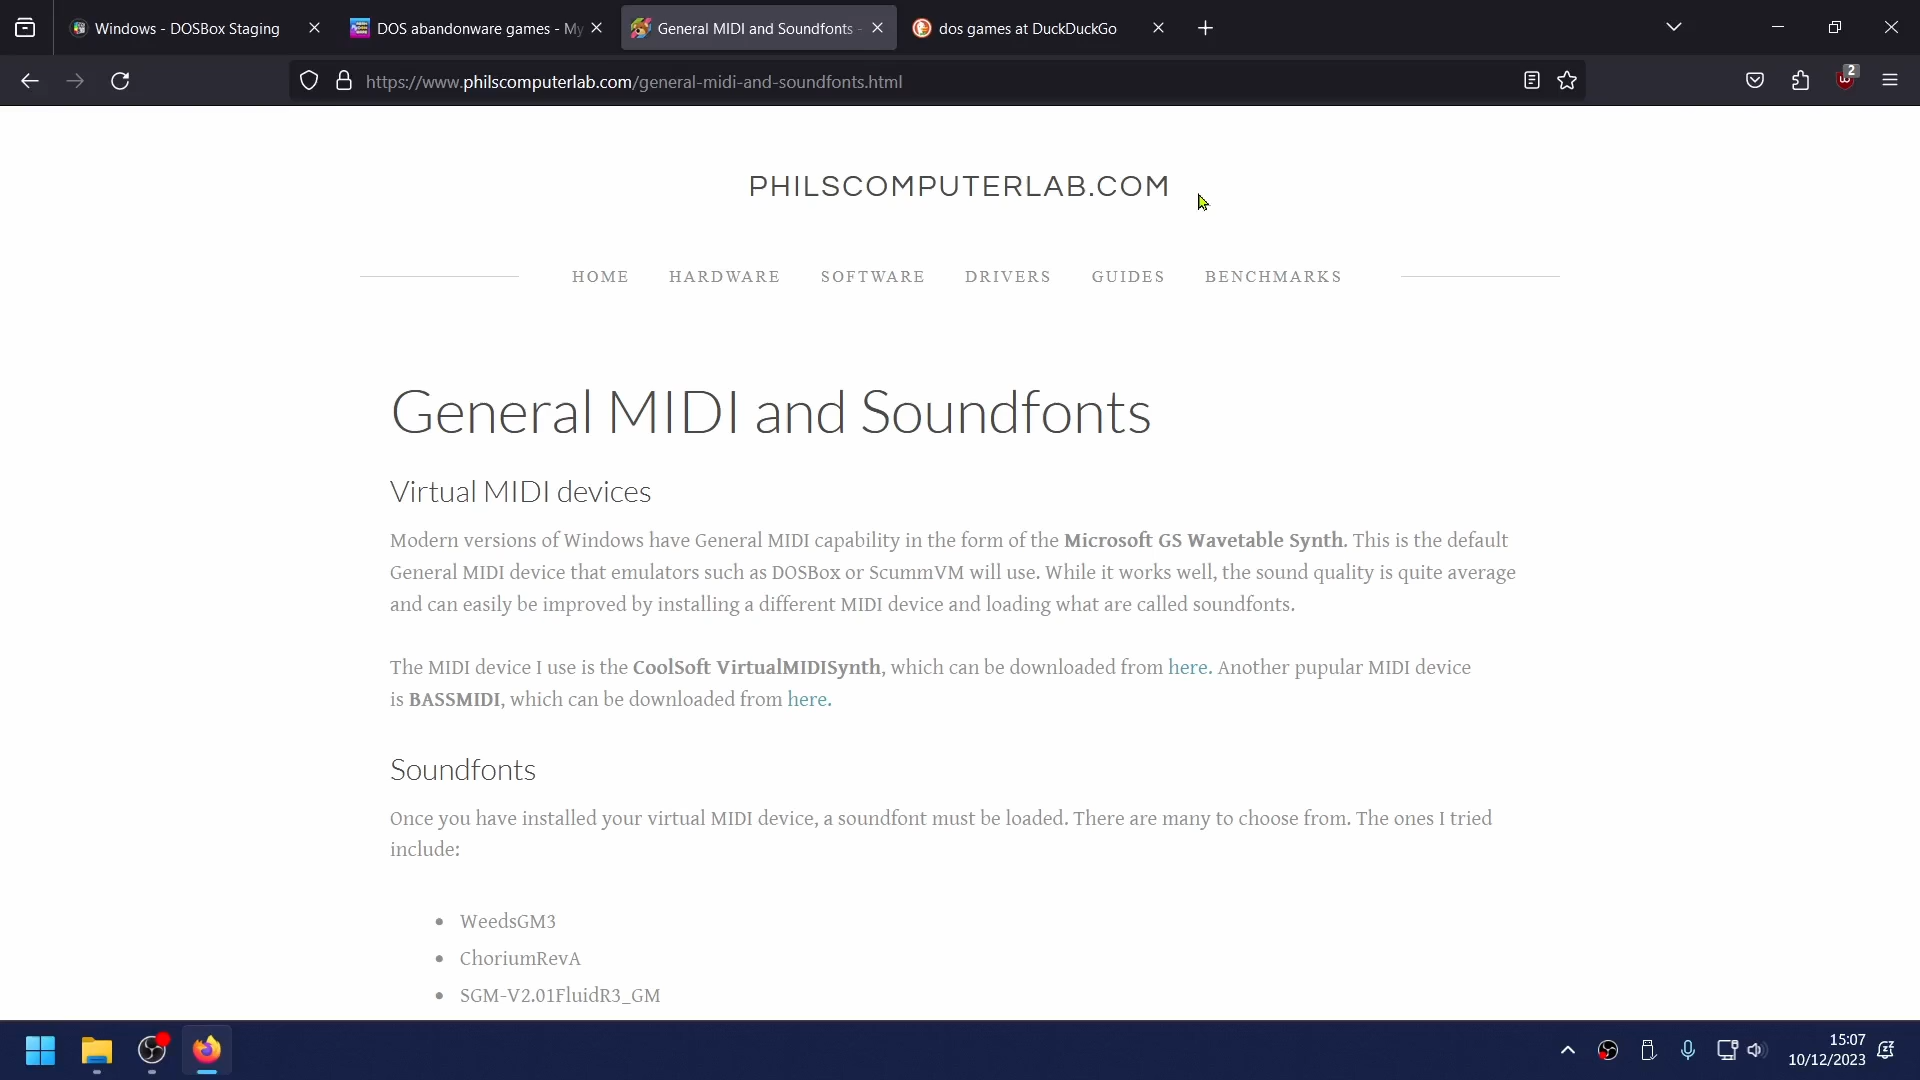 Windows - DOSBox Staging
DOS abandonware games - My
General MIDI and Soundfonts -
dos games at DuckDuckGo
https://www.philscomputerlab.com/general-midi-and-soundfonts.html
2
PHILSCOMPUTERLAB.COM
HOME HARDWARE SOFTWARE DRIVERS GUIDES BENCHMARKS
General MIDI and Soundfonts
Virtual MIDI devices
Modern versions of Windows have General MIDI capability in the form of the Microsoft GS Wavetable Synth. This is the default
General MIDI device that emulators such as DOSBox or ScummVM will use. While it works well, the sound quality is quite average
and can easily be improved by installing a different MIDI device and loading what are called soundfonts.
The MIDI device I use is the CoolSoft VirtualMIDISynth, which can be downloaded from here. Another pupular MIDI device
is BASSMIDI, which can be downloaded from here.
Soundfonts
Once you have installed your virtual MIDI device, a soundfont must be loaded. There are many to choose from. The ones I tried
include:
• WeedsGM3
• ChoriumRevA
• SGM-V2.01FluidR3_GM
15:07
10/12/2023